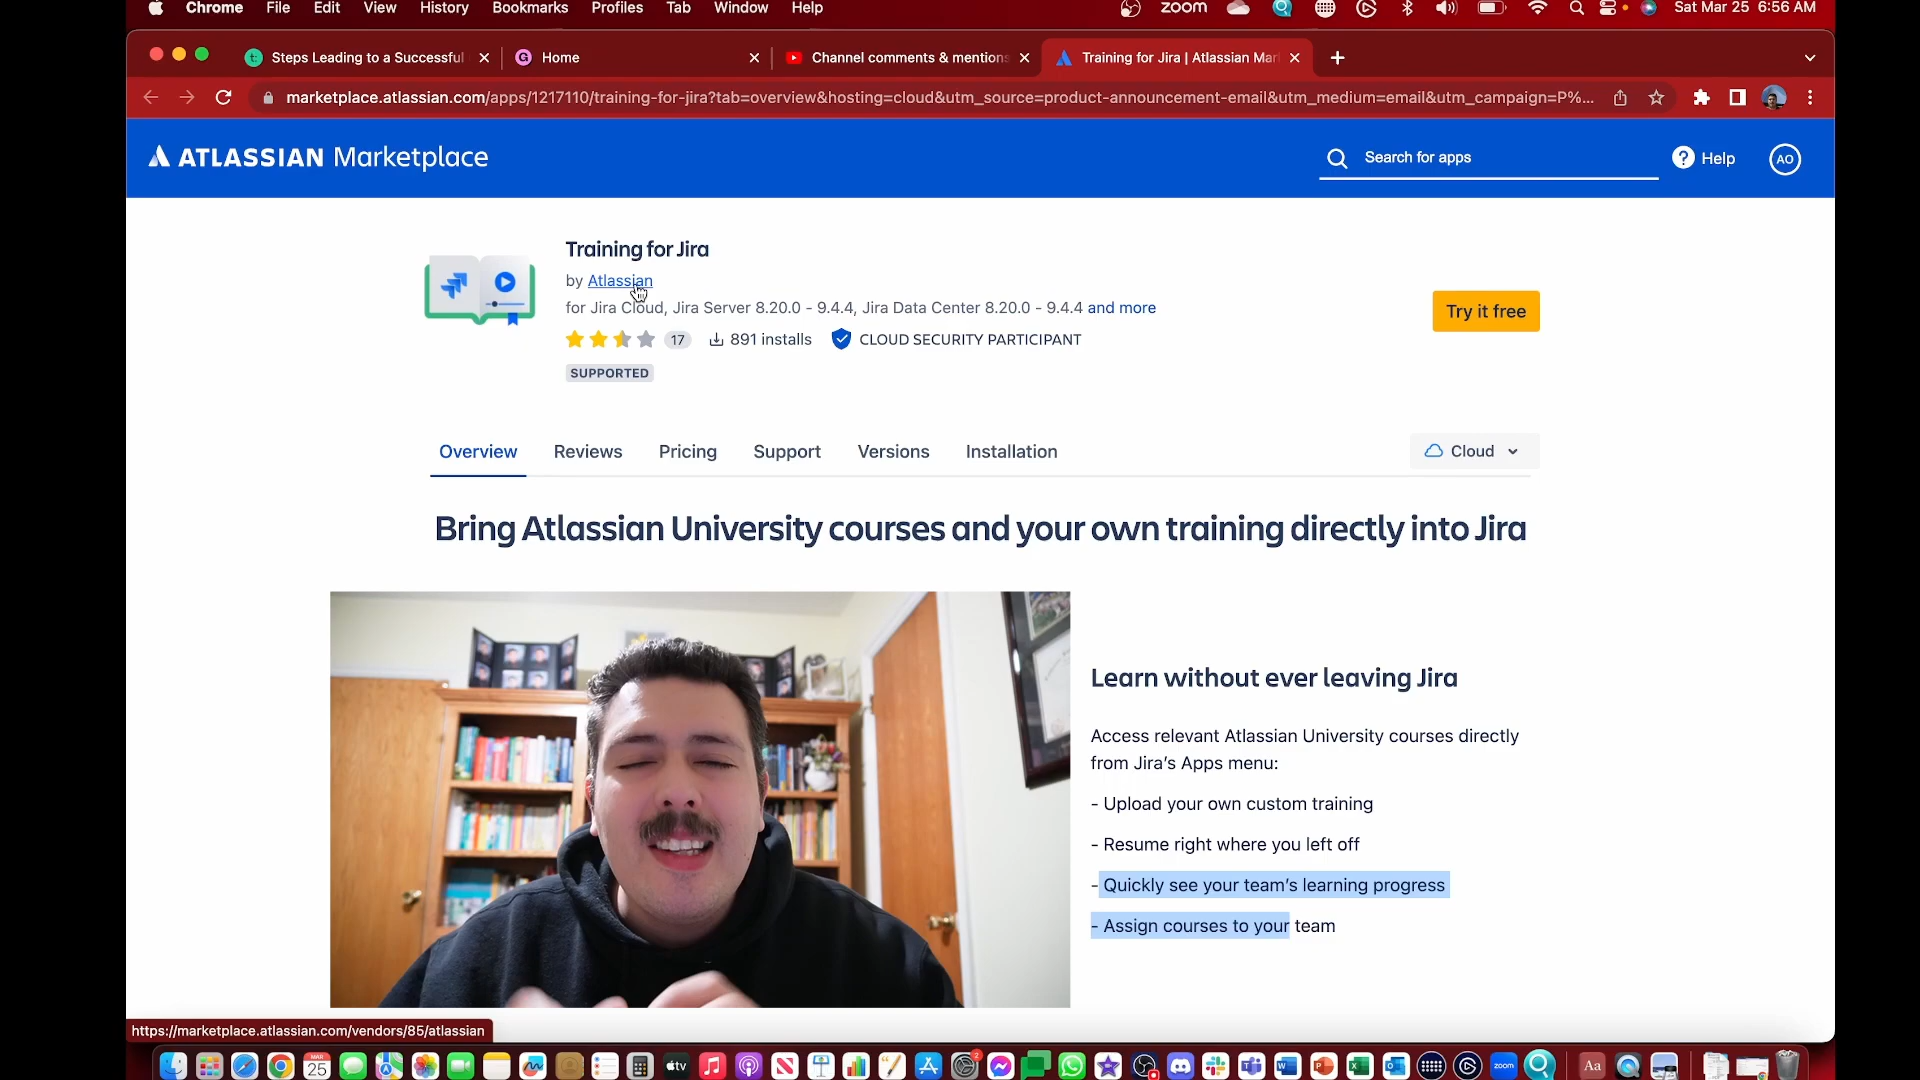 Chrome File Edit View History Bookmarks Profiles Tab Window Help
zoom
Sat Mar 25 6:56 AM
Steps Leading to a Successful
Home
Channel comments & mentions
Training for Jira | Atlassian Mar
marketplace.atlassian.com/apps/1217110/training-for-jira?tab=overview&hosting=cloud&utm_source=product-announcement-email&utm_medium=email&utm_campaign=P%...
ATLASSIAN Marketplace
Search for apps
? Help
AO
Training for Jira
by Atlassian
for Jira Cloud, Jira Server 8.20.0 - 9.4.4, Jira Data Center 8.20.0 - 9.4.4 and more
17
891 installs
CLOUD SECURITY PARTICIPANT
SUPPORTED
Try it free
Overview
Reviews
Pricing
Support
Versions
Installation
Cloud
Bring Atlassian University courses and your own training directly into Jira
Learn without ever leaving Jira
Access relevant Atlassian University courses directly
from Jira's Apps menu:
- Upload your own custom training
- Resume right where you left off
- Quickly see your team's learning progress
- Assign courses to your team
https://marketplace.atlassian.com/vendors/85/atlassian
MAR
25
tv
2
zoom
Aa